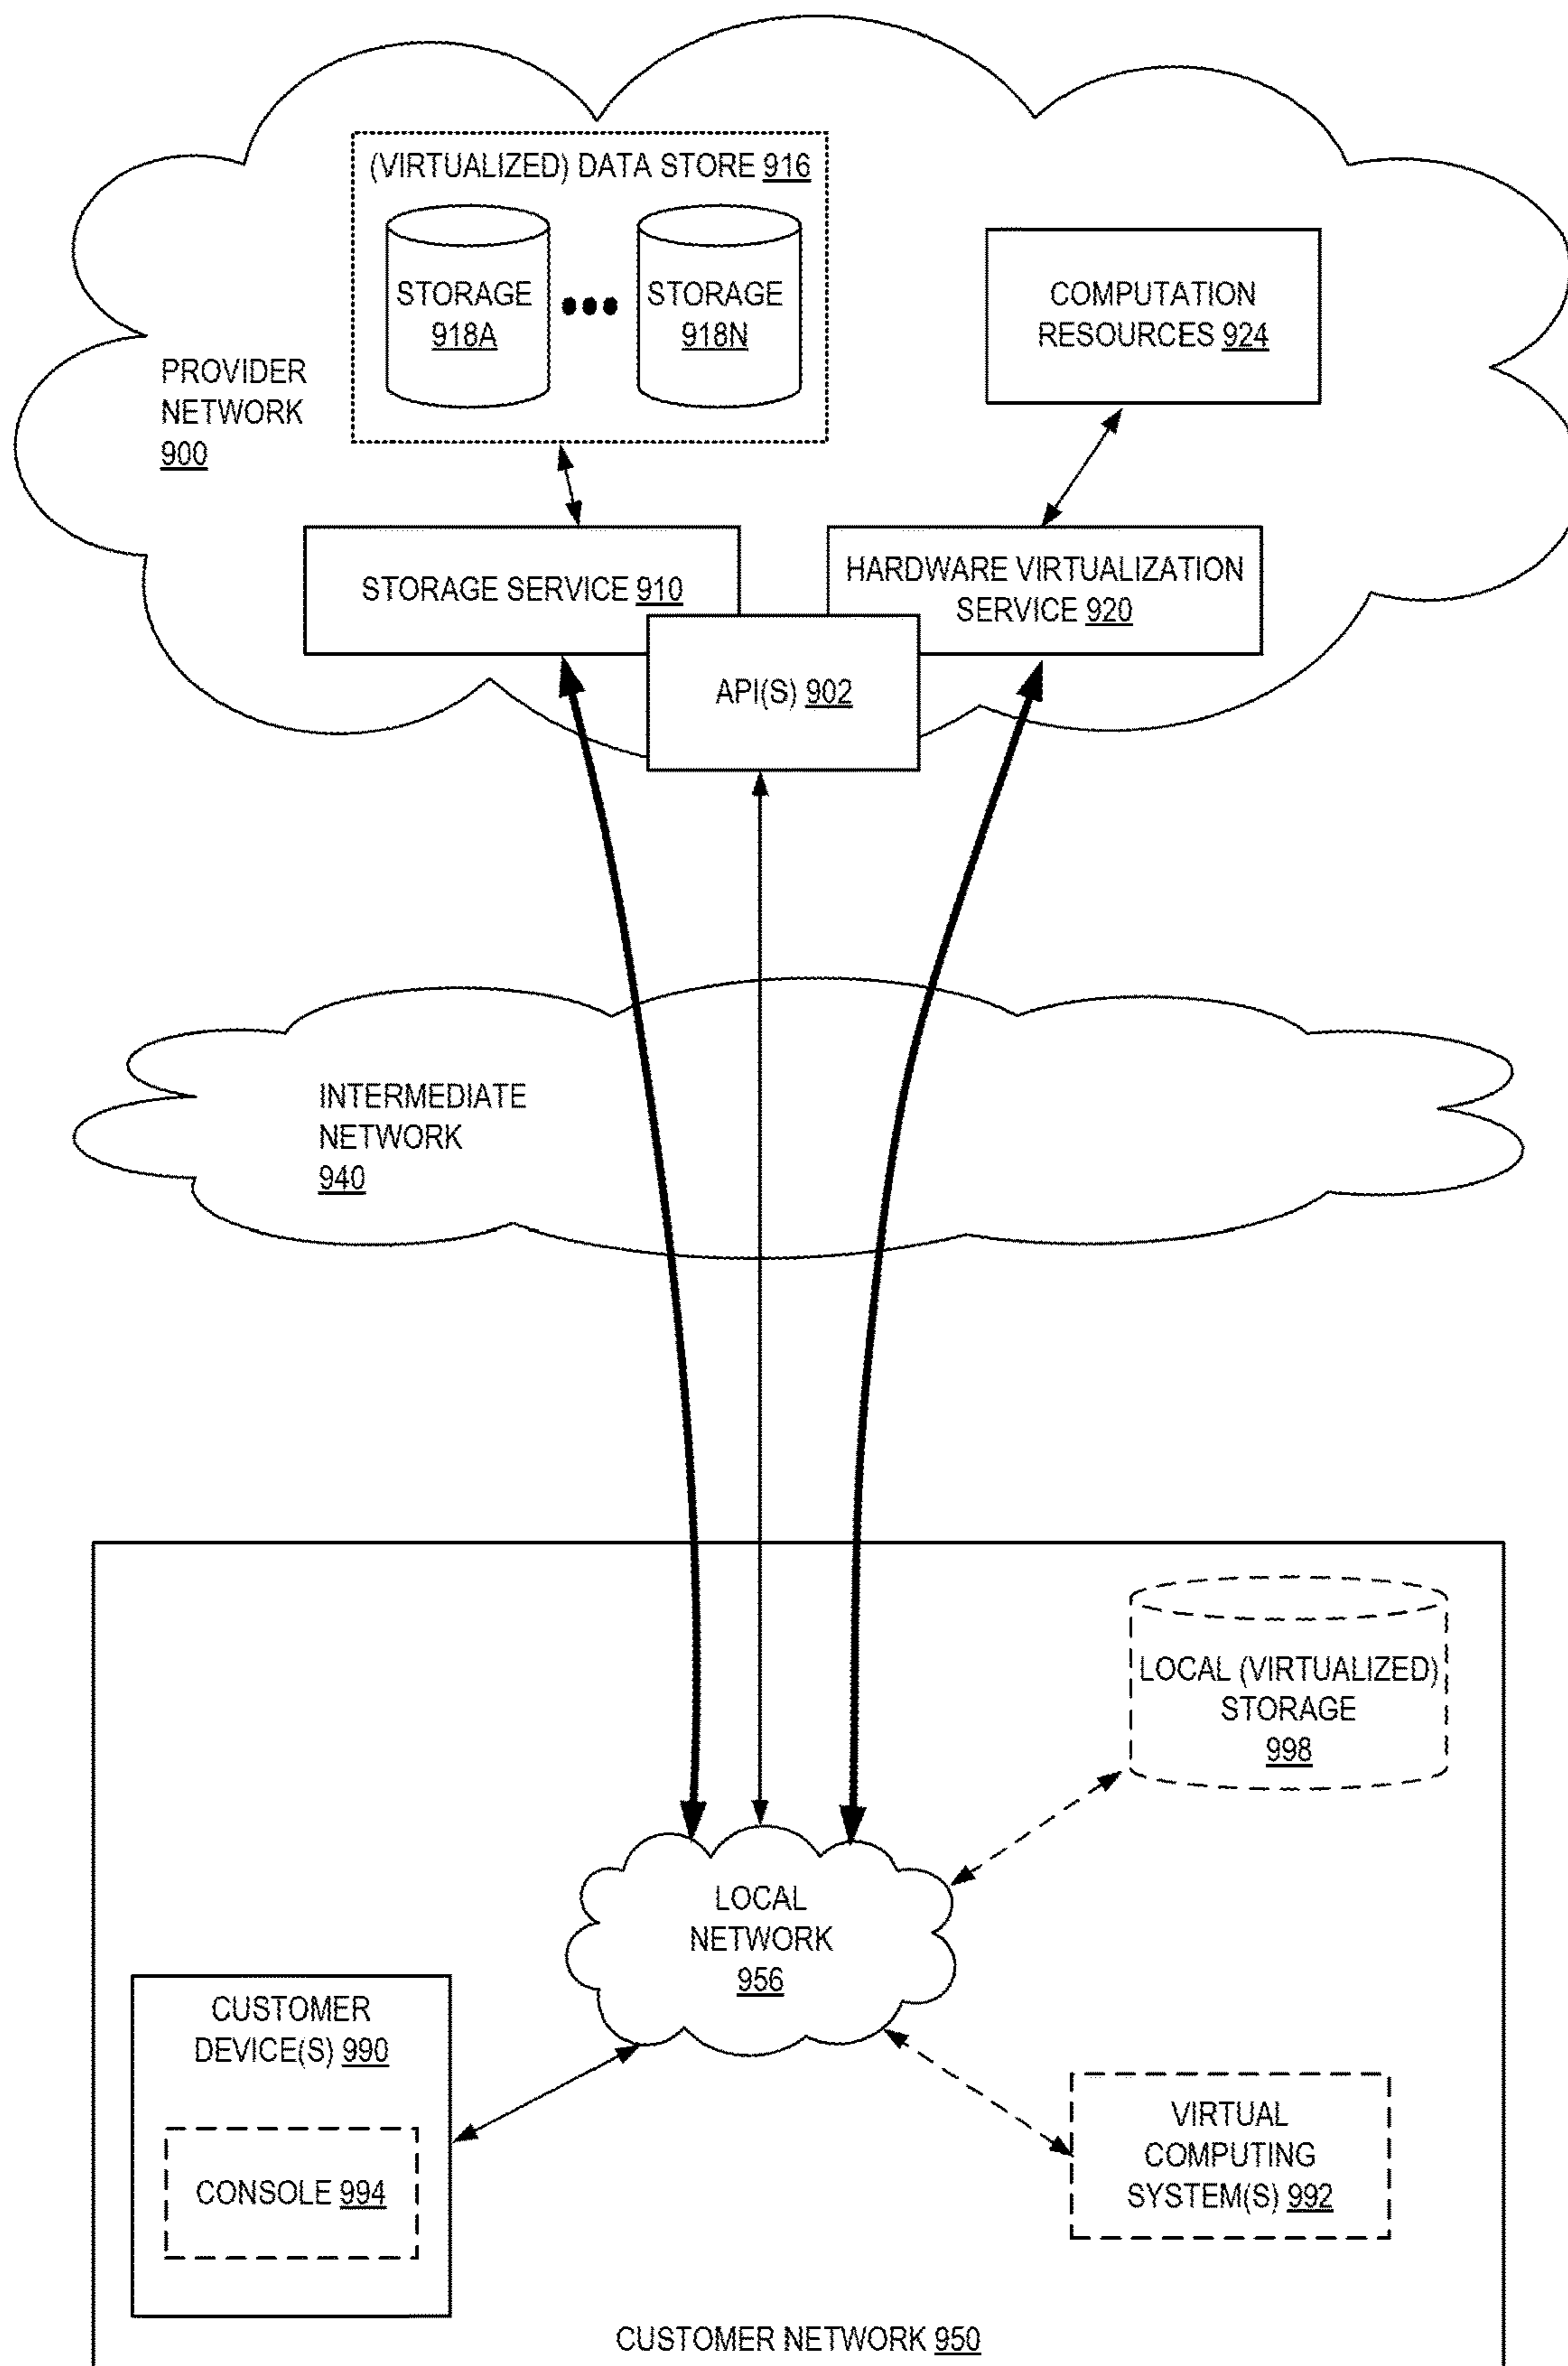 (VIRTUALIZED) DATA STORE 916
STORAGE
918A
STORAGE
918N
COMPUTATION
RESOURCES 924
PROVIDER
NETWORK
900
STORAGE SERVICE 910
HARDWARE VIRTUALIZATION
SERVICE 920
API(S) 902
INTERMEDIATE
NETWORK
940
LOCAL (VIRTUALIZED)
STORAGE
998
LOCAL
NETWORK
956
CUSTOMER
DEVICE(S) 990
CONSOLE 994
VIRTUAL
COMPUTING
SYSTEM(S) 992
CUSTOMER NETWORK 950